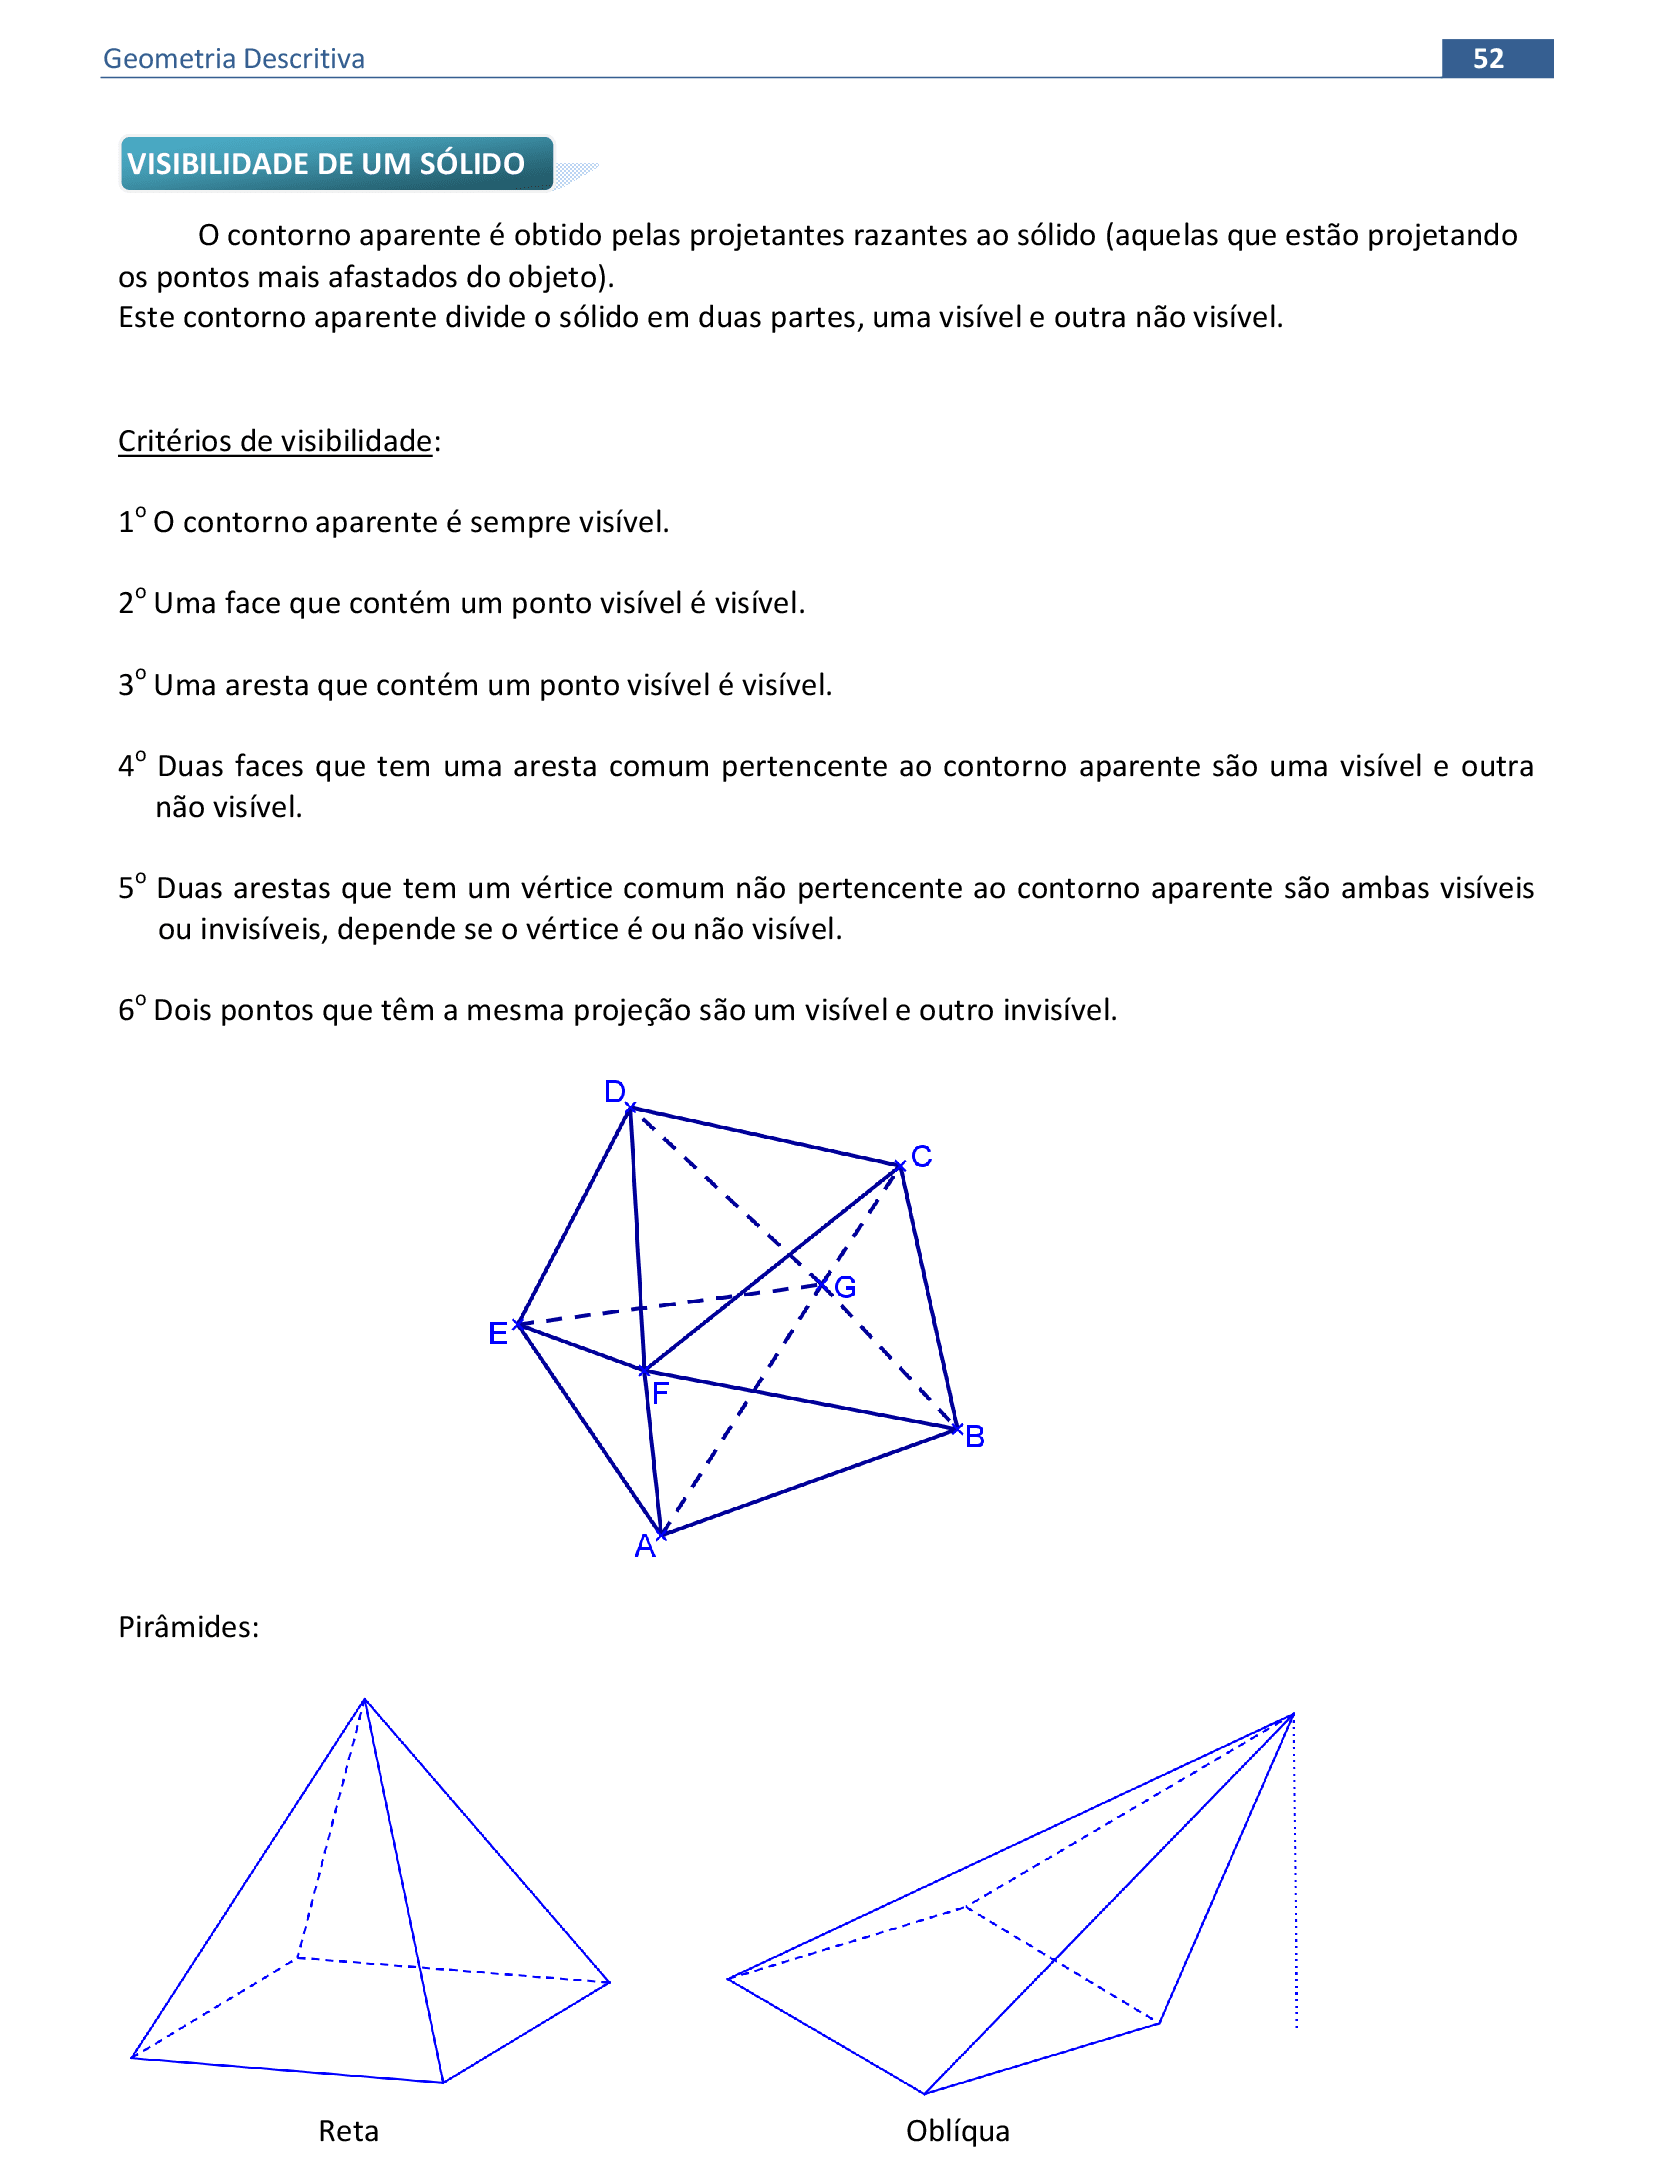 Geometria Descritiva
52
VISIBILIDADE DE UM SÓLIDO
O contorno aparente é obtido pelas projetantes razantes ao sólido (aquelas que estão projetando
os pontos mais afastados do objeto).
Este contorno aparente divide o sólido em duas partes, uma visível e outra não visível.
Critérios de visibilidade:
1º O contorno aparente é sempre visível.
2º Uma face que contém um ponto visível é visível.
3º Uma aresta que contém um ponto visível é visível.
4º Duas faces que tem uma aresta comum pertencente ao contorno aparente são uma visível e outra
não visível.
5º Duas arestas que tem um vértice comum não pertencente ao contorno aparente são ambas visíveis
ou invisíveis, depende se o vértice é ou não visível.
6º Dois pontos que têm a mesma projeção são um visível e outro invisível.
D
C
G
E
F
B
A
Pirâmides:
Reta
Oblíqua